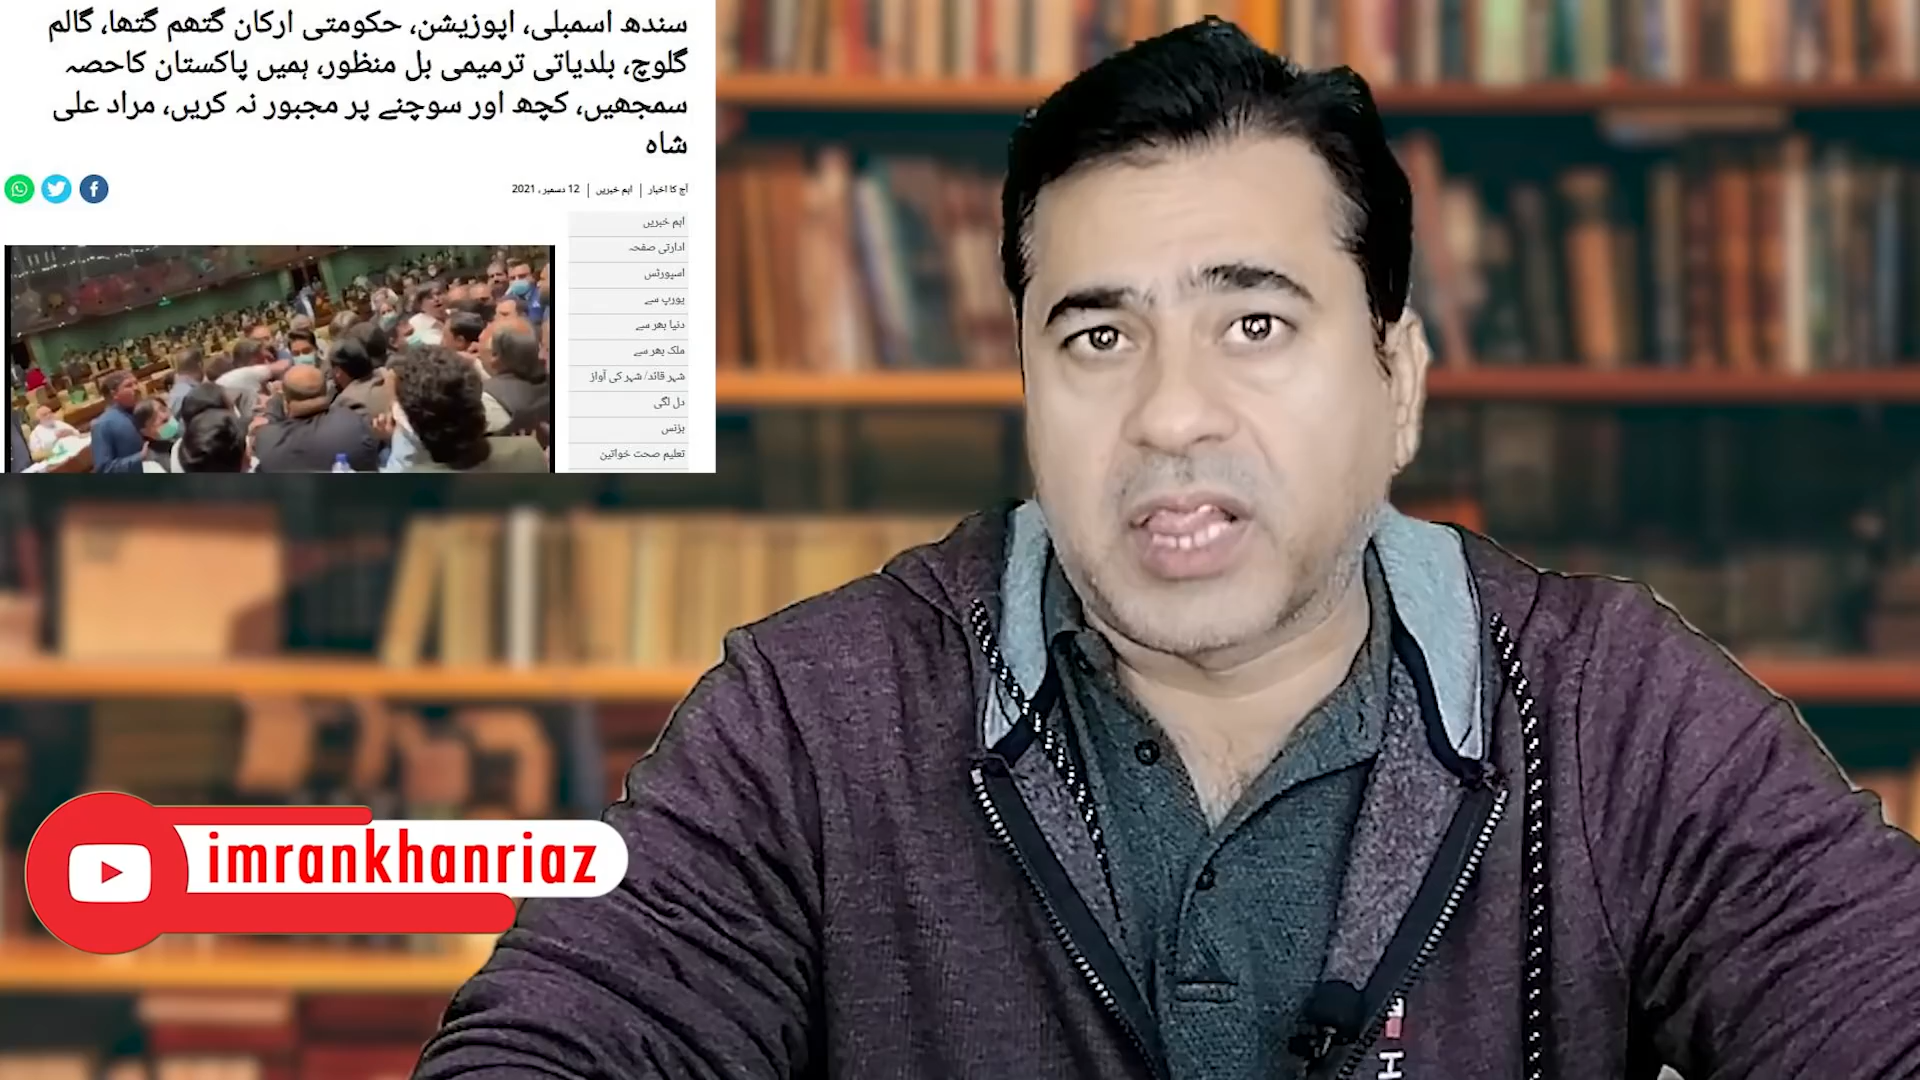 سندھ اسمبلی، اپوزیشن، حکومتی ارکان گتھم گتھا، گالم
گلوچ، بلدیاتی ترمیمی بل منظور، ہمیں پاکستان کاحصہ
سمجھیں، کچھ اور سوچنے پر مجبور نہ کریں، مراد علی
شاہ
آج کا اخبار | اہم خبریں | 12 دسمبر، 2021
اہم خبریں
ادارتی صفحہ
اسپورٹس
یورپ سے
دنیا بھر سے
ملک بھر سے
شہر قائد/ شہر کی آواز
دل لگی
بزنس
تعلیم صحت خواتین
imrankhanriaz
H